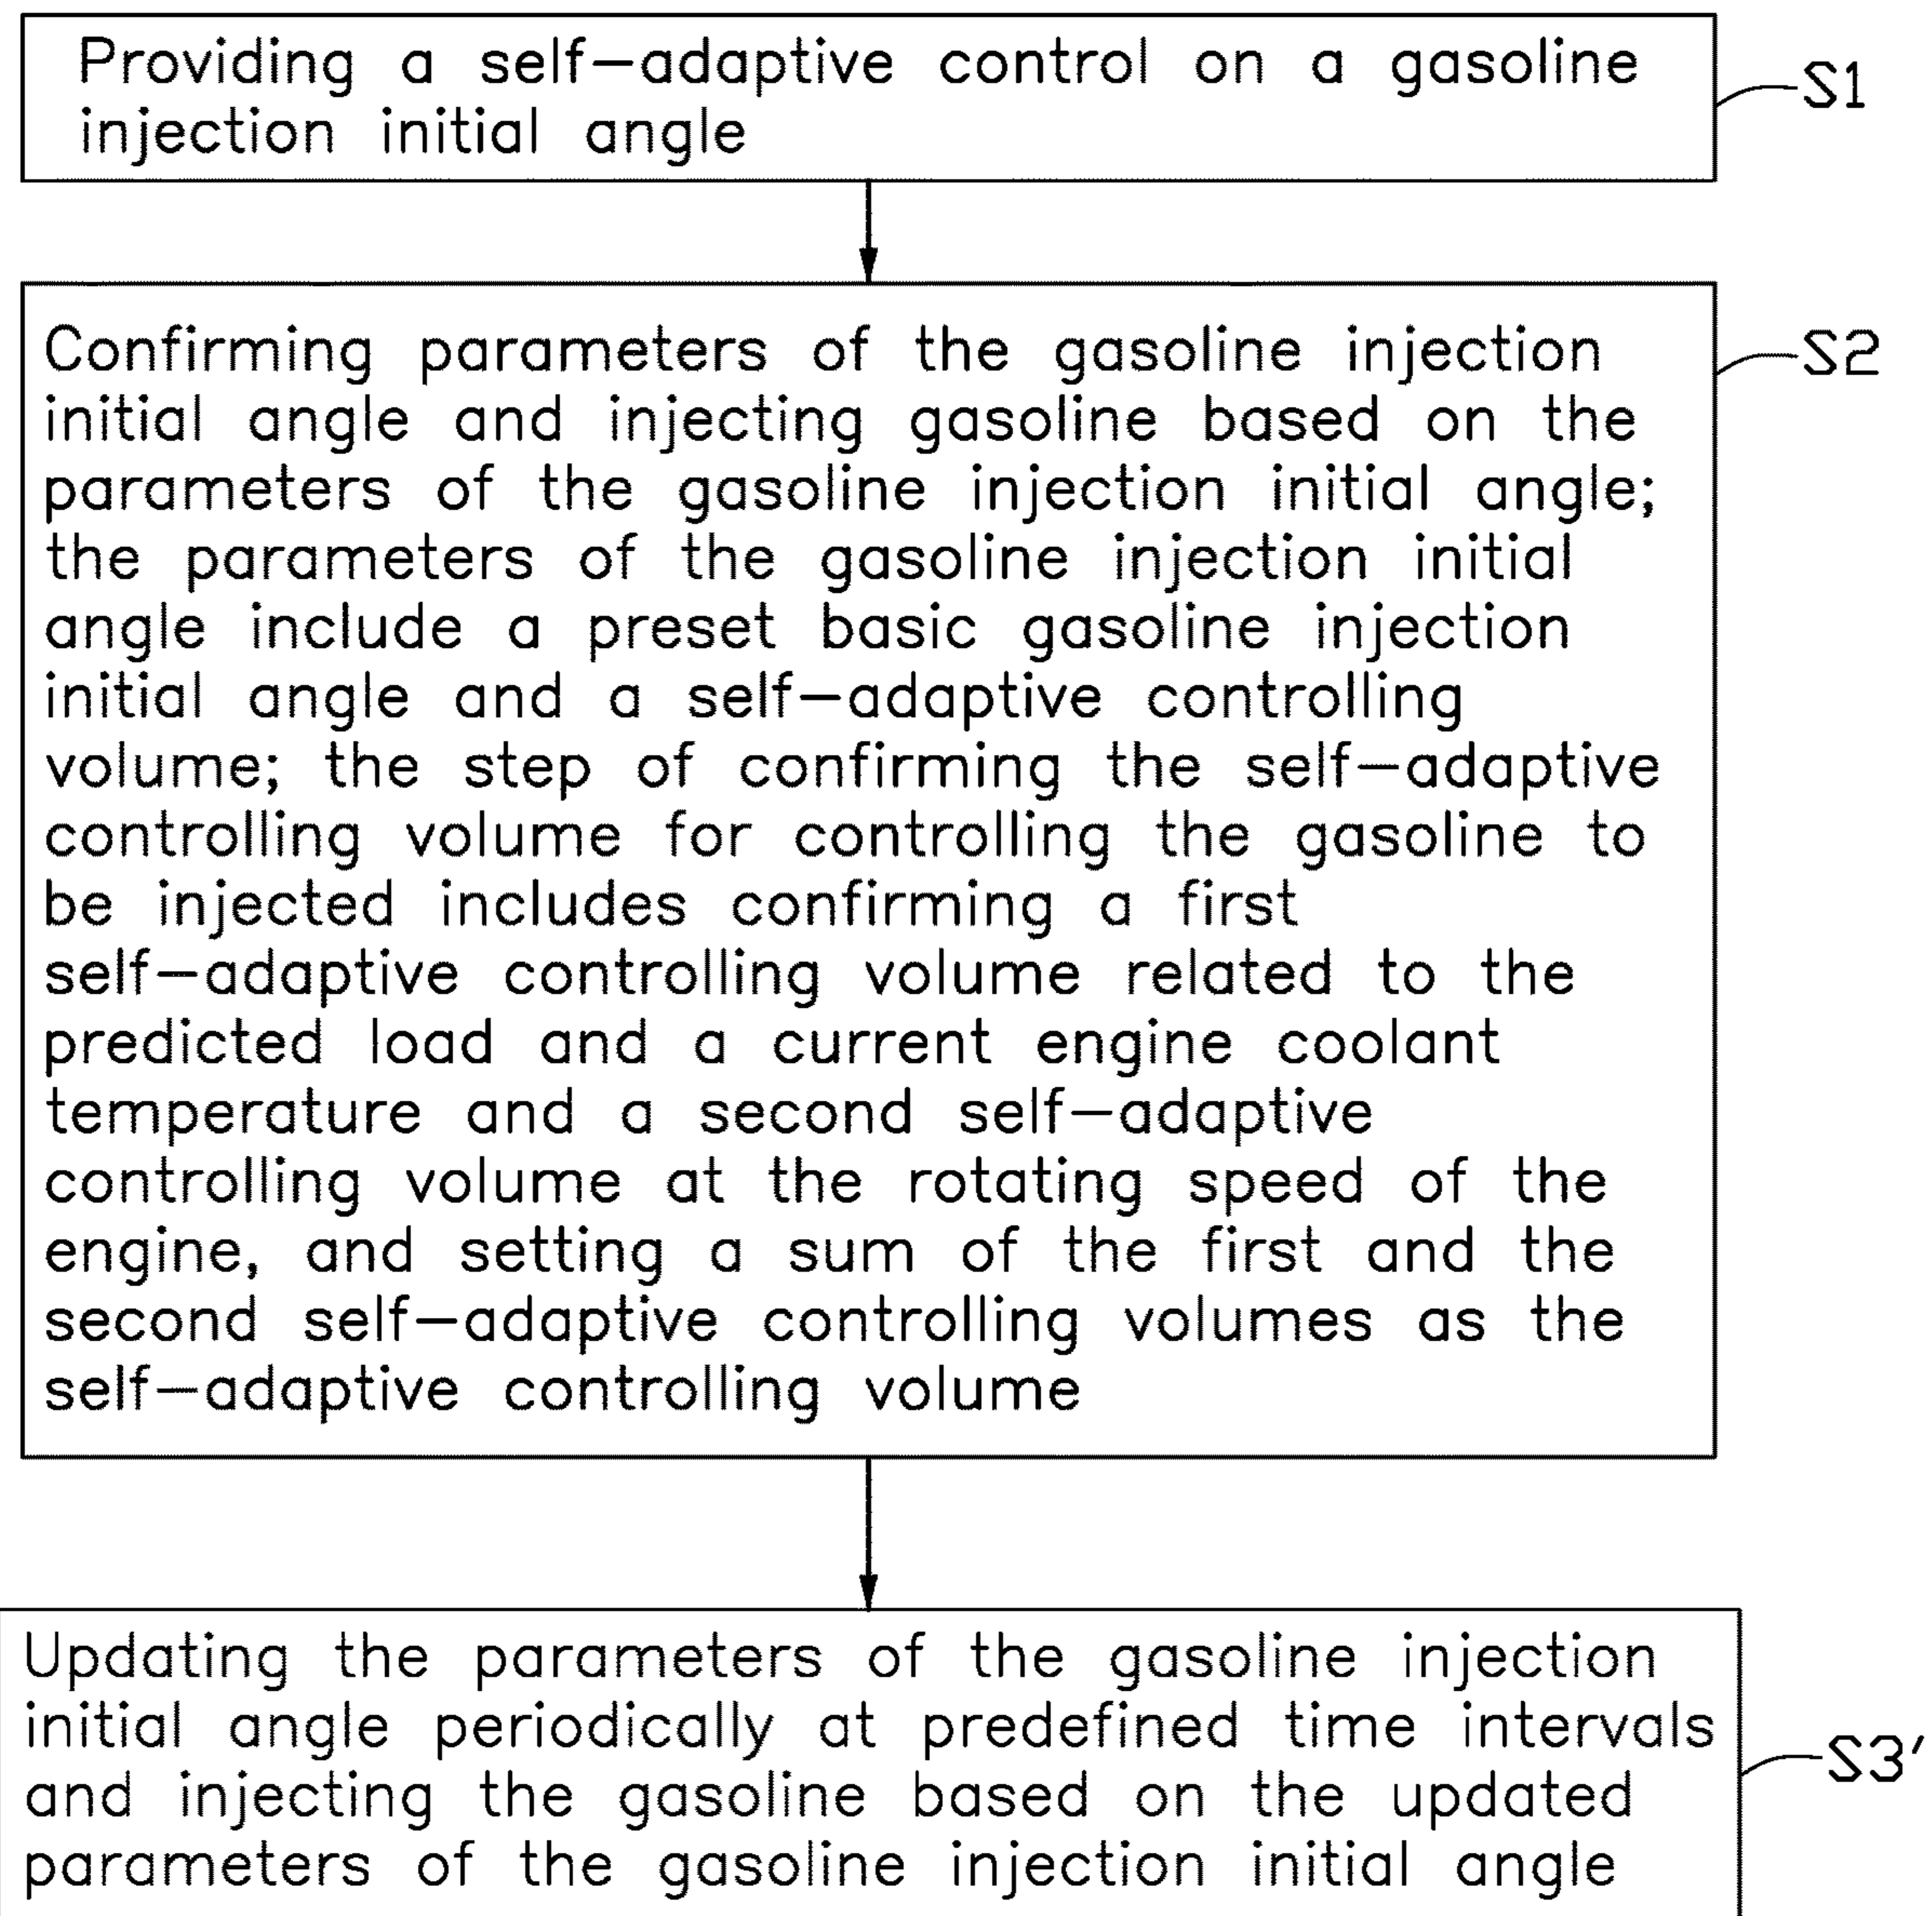 Providing a self-adaptive control on a gasoline
injection initial angle
S1
Confirming parameters of the gasoline injection
initial angle and injecting gasoline based on the
parameters of the gasoline injection initial angle;
the parameters of the gasoline injection initial
angle include a preset basic gasoline injection
initial angle and a self-adaptive controlling
volume; the step of confirming the self-adaptive
controlling volume for controlling the gasoline to
be injected includes confirming a first
self-adaptive controlling volume related to the
predicted load and a current engine coolant
temperature and a second self-adaptive
controlling volume at the rotating speed of the
engine, and setting a sum of the first and the
second self-adaptive controlling volumes as the
self-adaptive controlling volume
S2
Updating the parameters of the gasoline injection
initial angle periodically at predefined time intervals
and injecting the gasoline based on the updated
parameters of the gasoline injection initial angle
S3'